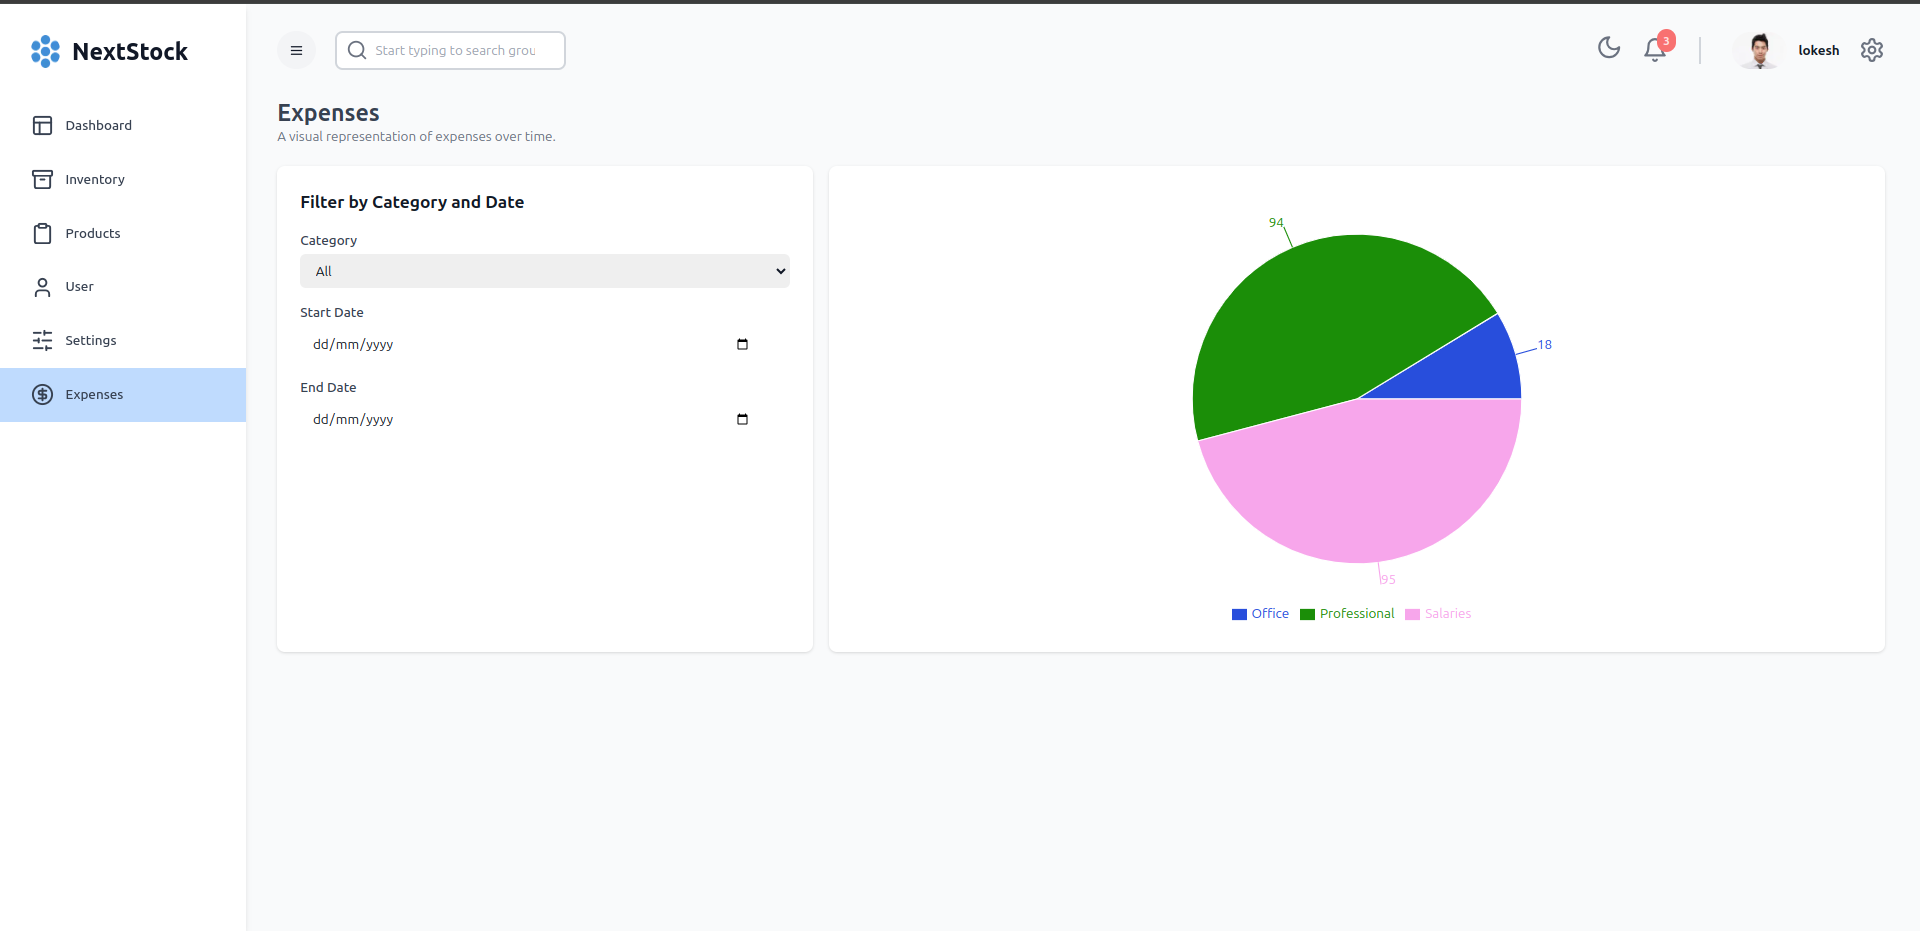 NextStock
Start typing to search grou
3
lokesh
Dashboard
Inventory
Products
User
Settings
Expenses
Expenses
A visual representation of expenses over time.
Filter by Category and Date
Category
All
Start Date
dd/mm/yyyy
End Date
dd/mm/yyyy
94
18
95
Office Professional Salaries